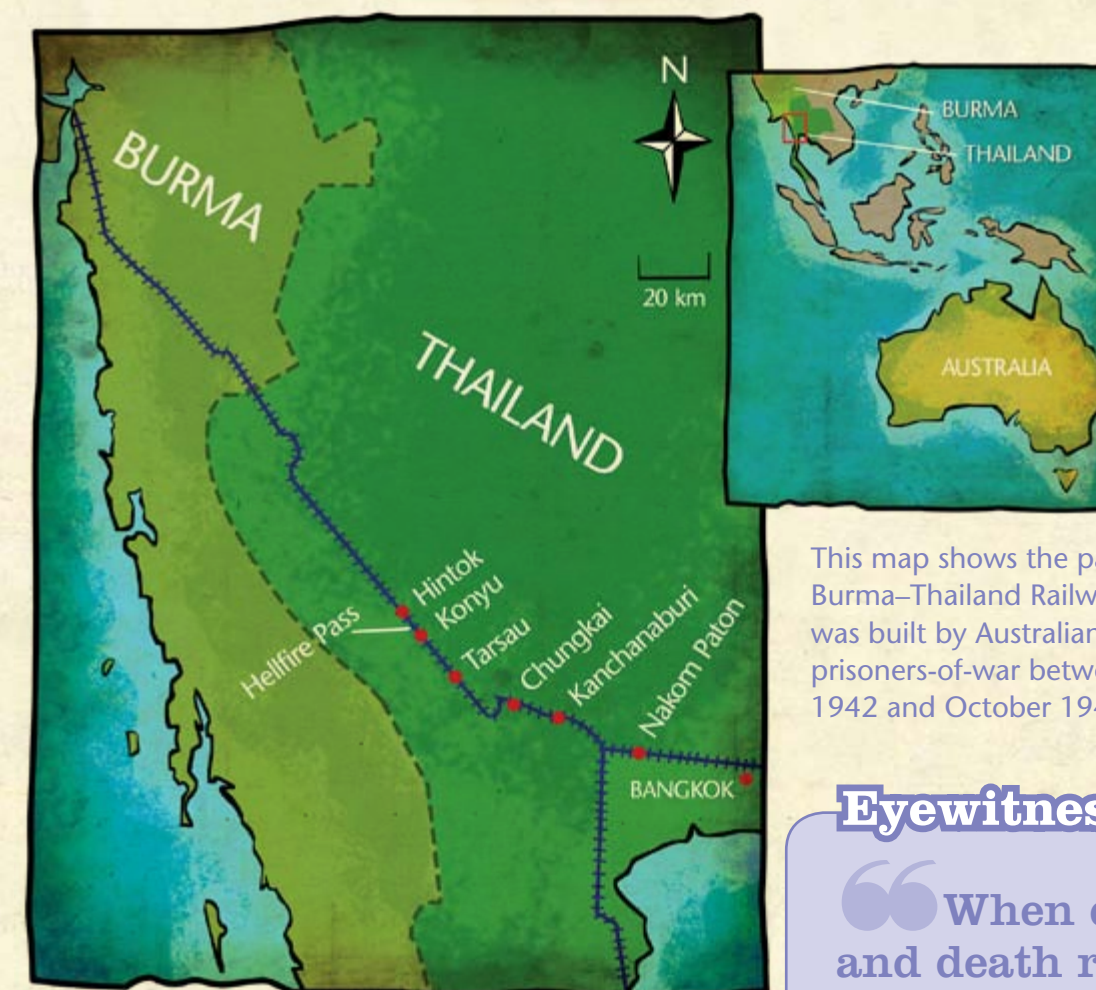 N
BURMA
20 km
THAILAND
Hintok
Konyu
Hellfire Pass
Tarsau
Chungkai
Kanchanaburi
Nakom Paton
BANGKOK
BURMA
THAILAND
AUSTRALIA
This map shows the pa
Burma–Thailand Railw
was built by Australian
prisoners-of-war betwe
1942 and October 194
Eyewitnes
“When
and death r